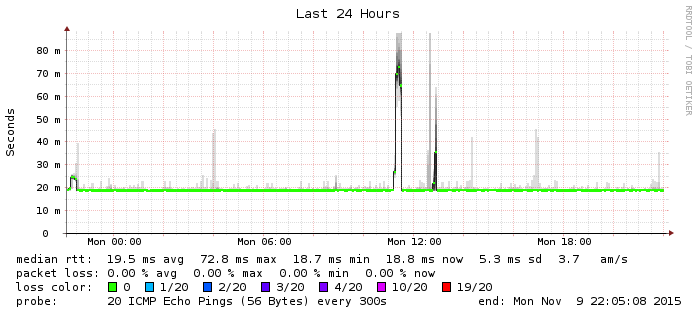 Last 24 Hours
RRDTOOL / TOBI OETIKER
Seconds
80 m
70 m
60 m
50 m
40 m
30 m
20 m
10 m
0
Mon 00:00 Mon 06:00 Mon 12:00 Mon 18:00
median rtt: 19.5 ms avg 72.8 ms max 18.7 ms min 18.8 ms now 5.3 ms sd 3.7 am/s
packet loss: 0.00 % avg 0.00 % max 0.00 % min 0.00 % now
loss color: 0 1/20 2/20 3/20 4/20 10/20 19/20
probe: 20 ICMP Echo Pings (56 Bytes) every 300s end: Mon Nov 9 22:05:08 2015